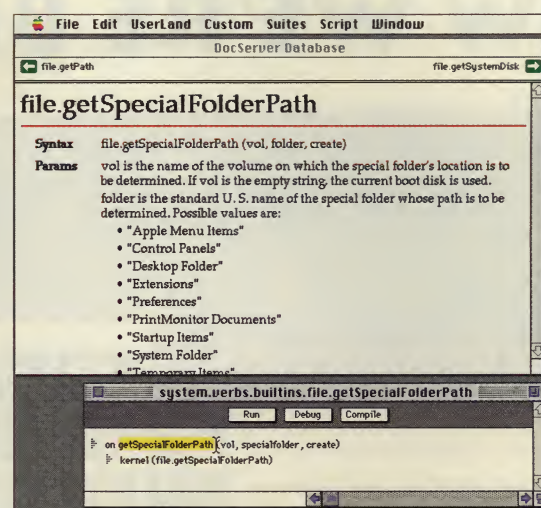 File Edit UserLand Custom Suites Script Window
DocServer Database
file.getPath file.getSystemDisk
file.getSpecialFolderPath
Syntax file.getSpecialFolderPath (vol, folder, create)
Params vol is the name of the volume on which the special folder's location is to
be determined. If vol is the empty string, the current boot disk is used.
folder is the standard U. S. name of the special folder whose path is to be
determined. Possible values are:
• "Apple Menu Items"
• "Control Panels"
• "Desktop Folder"
• "Extensions"
• "Preferences"
• "PrintMonitor Documents"
• "Startup Items"
• "System Folder"
• "Temporary Items"
system.verbs.builtins.file.getSpecialFolderPath
Run Debug Compile
on getSpecialFolderPath (vol, specialfolder, create)
kernel (file.getSpecialFolderPath)